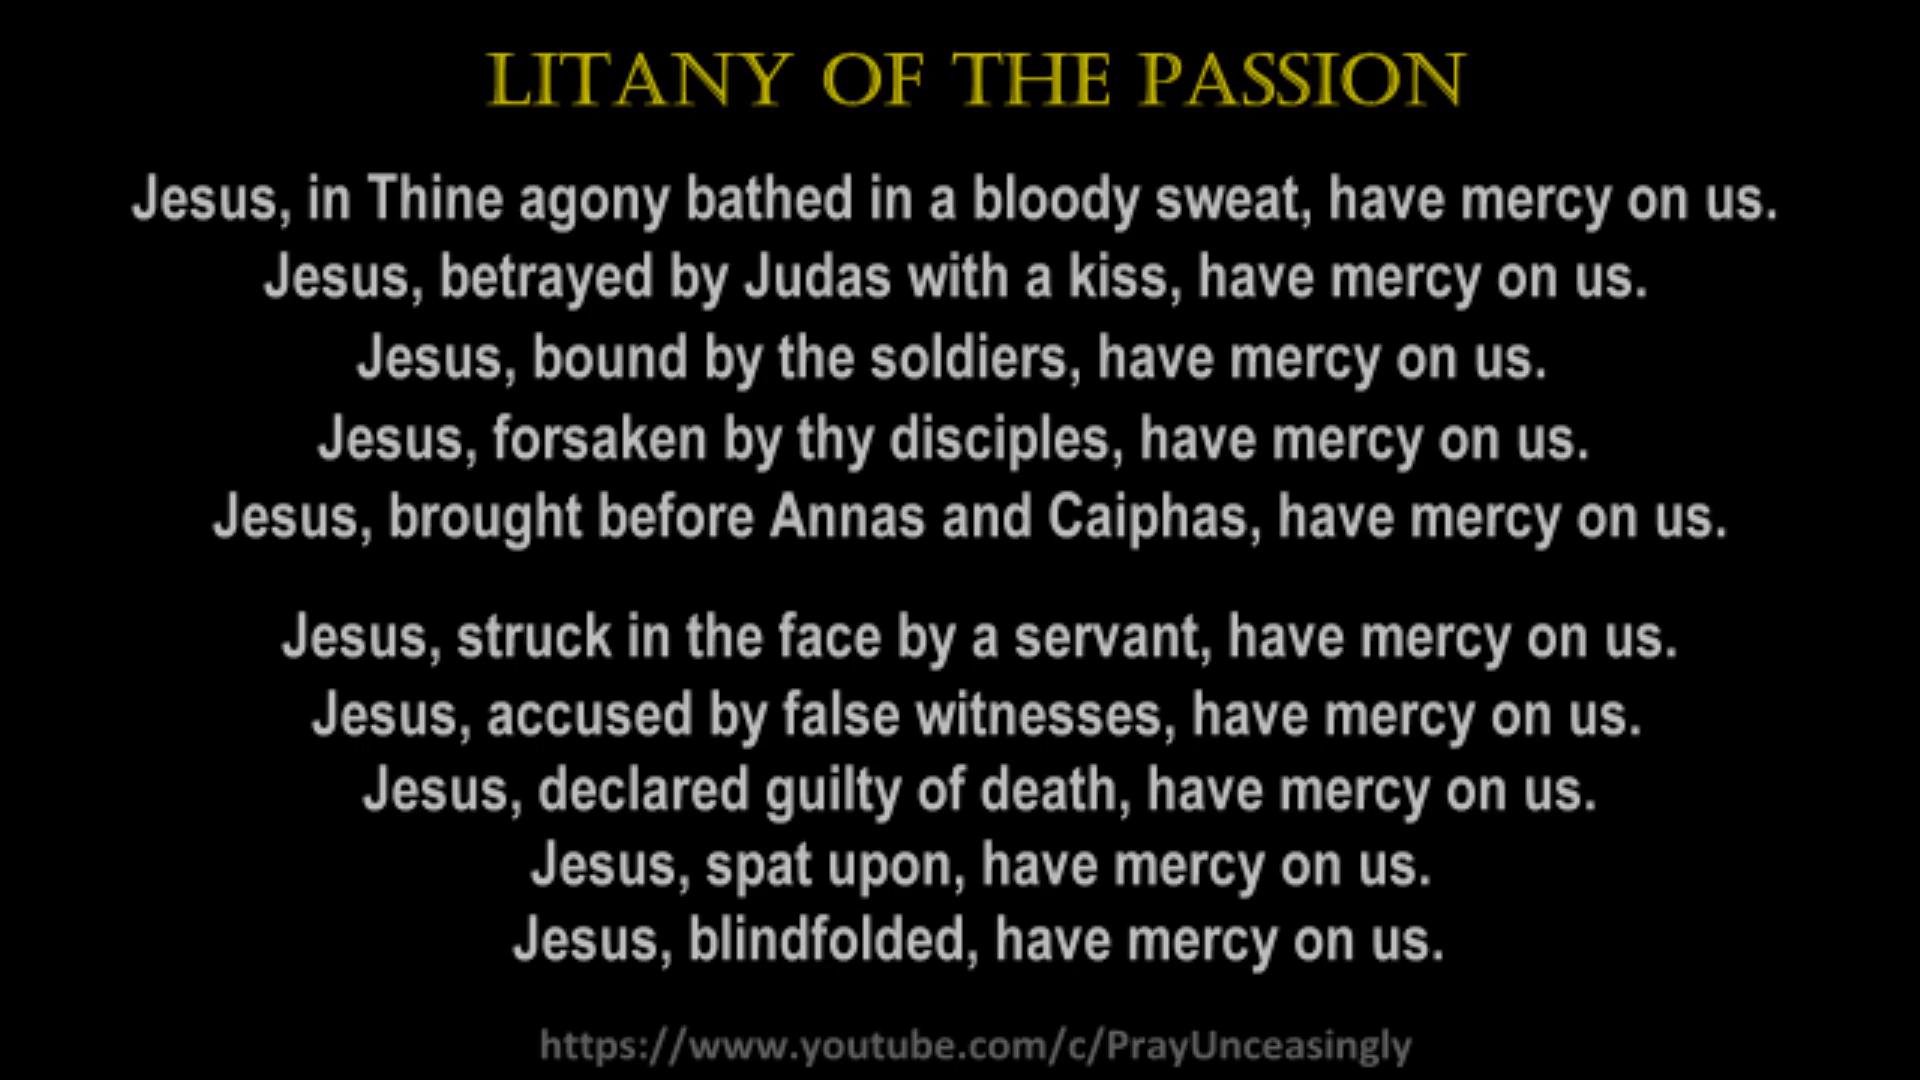 LITANY OF THE PASSION
Jesus, in Thine agony bathed in a bloody sweat, have mercy on us.
Jesus, betrayed by Judas with a kiss, have mercy on us.
Jesus, bound by the soldiers, have mercy on us.
Jesus, forsaken by thy disciples, have mercy on us.
Jesus, brought before Annas and Caiphas, have mercy on us.
Jesus, struck in the face by a servant, have mercy on us.
Jesus, accused by false witnesses, have mercy on us.
Jesus, declared guilty of death, have mercy on us.
Jesus, spat upon, have mercy on us.
Jesus, blindfolded, have mercy on us.
https://www.youtube.com/c/PrayUnceasingly